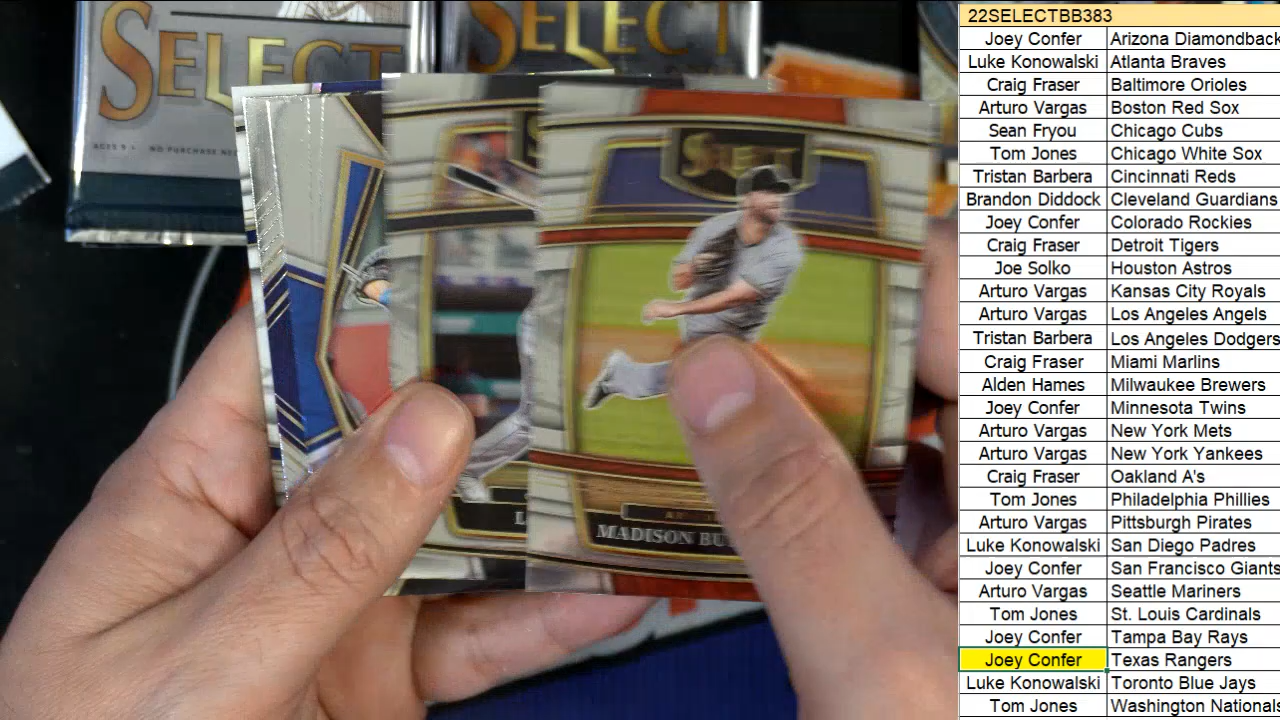 SELECT
SELECT
AGES 9+ NO PURCHASE NEC
SELECT
MADISON BU
22SELECTBB383
Joey Confer Arizona Diamondback
Luke Konowalski Atlanta Braves
Craig Fraser Baltimore Orioles
Arturo Vargas Boston Red Sox
Sean Fryou Chicago Cubs
Tom Jones Chicago White Sox
Tristan Barbera Cincinnati Reds
Brandon Diddock Cleveland Guardians
Joey Confer Colorado Rockies
Craig Fraser Detroit Tigers
Joe Solko Houston Astros
Arturo Vargas Kansas City Royals
Arturo Vargas Los Angeles Angels
Tristan Barbera Los Angeles Dodgers
Craig Fraser Miami Marlins
Alden Hames Milwaukee Brewers
Joey Confer Minnesota Twins
Arturo Vargas New York Mets
Arturo Vargas New York Yankees
Craig Fraser Oakland A's
Tom Jones Philadelphia Phillies
Arturo Vargas Pittsburgh Pirates
Luke Konowalski San Diego Padres
Joey Confer San Francisco Giants
Arturo Vargas Seattle Mariners
Tom Jones St. Louis Cardinals
Joey Confer Tampa Bay Rays
Joey Confer Texas Rangers
Luke Konowalski Toronto Blue Jays
Tom Jones Washington Nationals